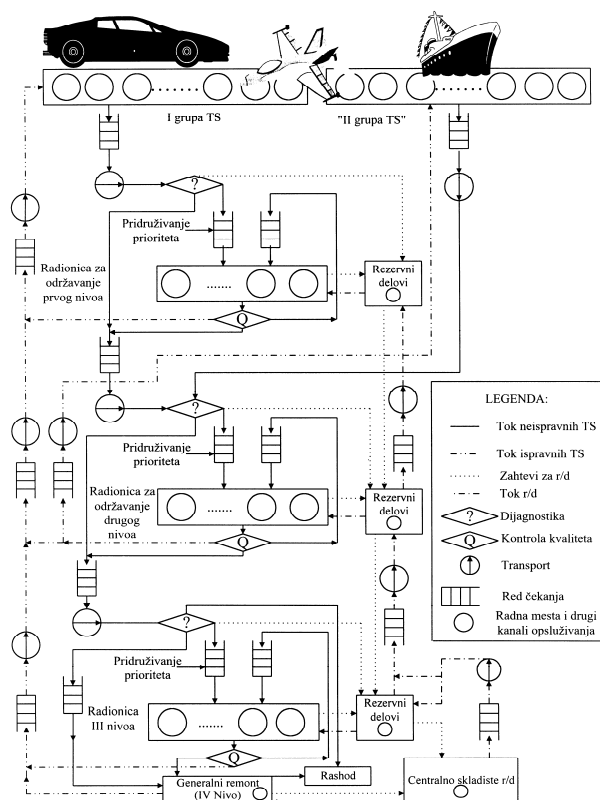 I grupa TS
"II grupa TS"
?
Pridruživanje
prioriteta
Radionica za
održavanje
prvog nivoa
........
Rezervni
delovi
Q
?
Pridruživanje
prioriteta
Radionica za
održavanje
drugog
nivoa
........
Rezervni
delovi
Q
LEGENDA:
Tok neispravnih TS
Tok ispravnih TS
Zahtevi za r/d
Tok r/d
? Dijagnostika
Q Kontrola kvaliteta
Transport
Red čekanja
Radna mesta i drugi
kanali opsluživanja
?
Pridruživanje
prioriteta
Radionica
III nivoa
........
Rezervni
delovi
Q
Generalni remont
(IV Nivo)
Rashod
Centralno skladiste r/d